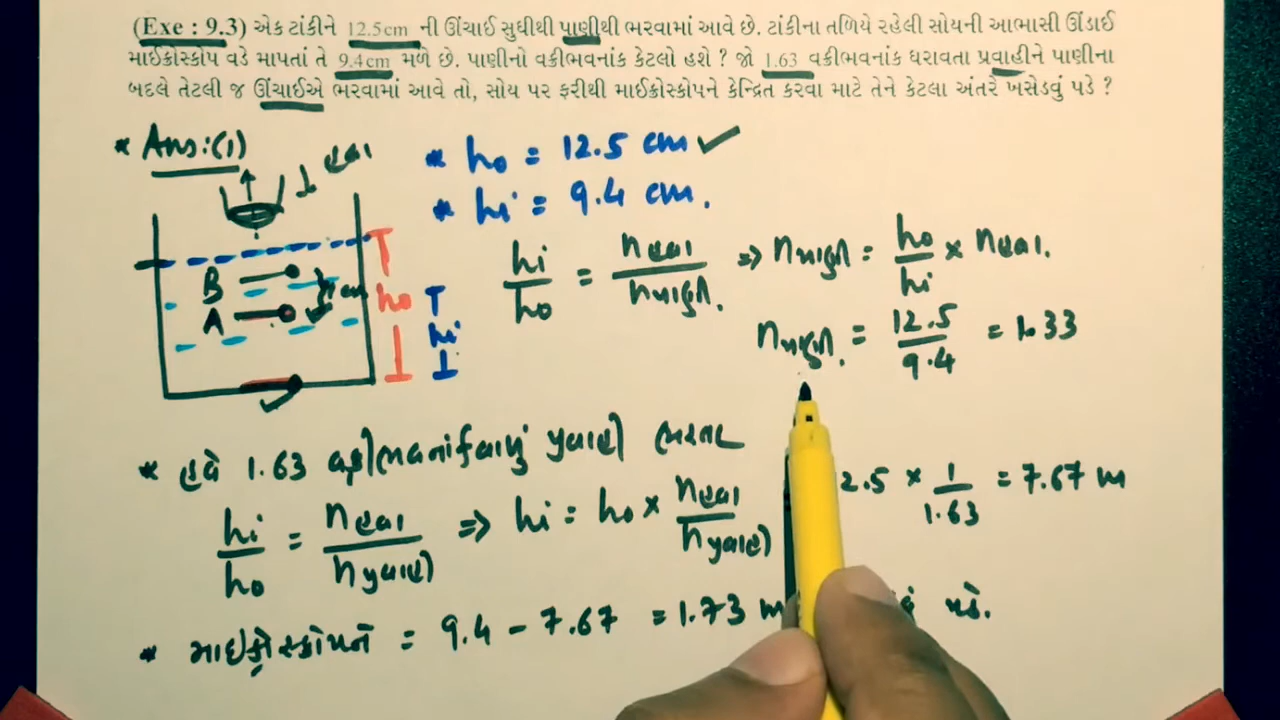 (Exe : 9.3) એક ટાંકીને 12.5cm ની ઊંચાઈ સુધીથી પાણીથી ભરવામાં આવે છે. ટાંકીના તળિયે રહેલી સોયની આભાસી ઊંડાઈ
માઈક્રોસ્કોપ વડે માપતાં તે 9.4cm મળે છે. પાણીનો વક્રીભવનાંક કેટલો હશે ? જો 1.63 વક્રીભવનાંક ધરાવતા પ્રવાહીને પાણીના
બદલે તેટલી જ ઊંચાઈએ ભરવામાં આવે તો, સોય પર ફરીથી માઈક્રોસ્કોપને કેન્દ્રિત કરવા માટે તેને કેટલા અંતરે ખસેડવું પડે ?
* Ans:(1)
હવા
* ho = 12.5 cm ✓
* hi = 9.4 cm.
B
A
cm
ho
hi
hi/ho = nહવા/nપાણી. ⇒ nપાણી = ho/hi × nહવા.
nપાણી. = 12.5/9.4 = 1.33
* હવે 1.63 વક્રીભવનાંકવાળું પ્રવાહી ભરતાં
hi/ho = nહવા/nપ્રવાહી ⇒ hi = ho × nહવા/nપ્રવાહી 2.5 × 1/1.63 = 7.67 m
* માઈક્રોસ્કોપને = 9.4 - 7.67 = 1.73 m પડે.